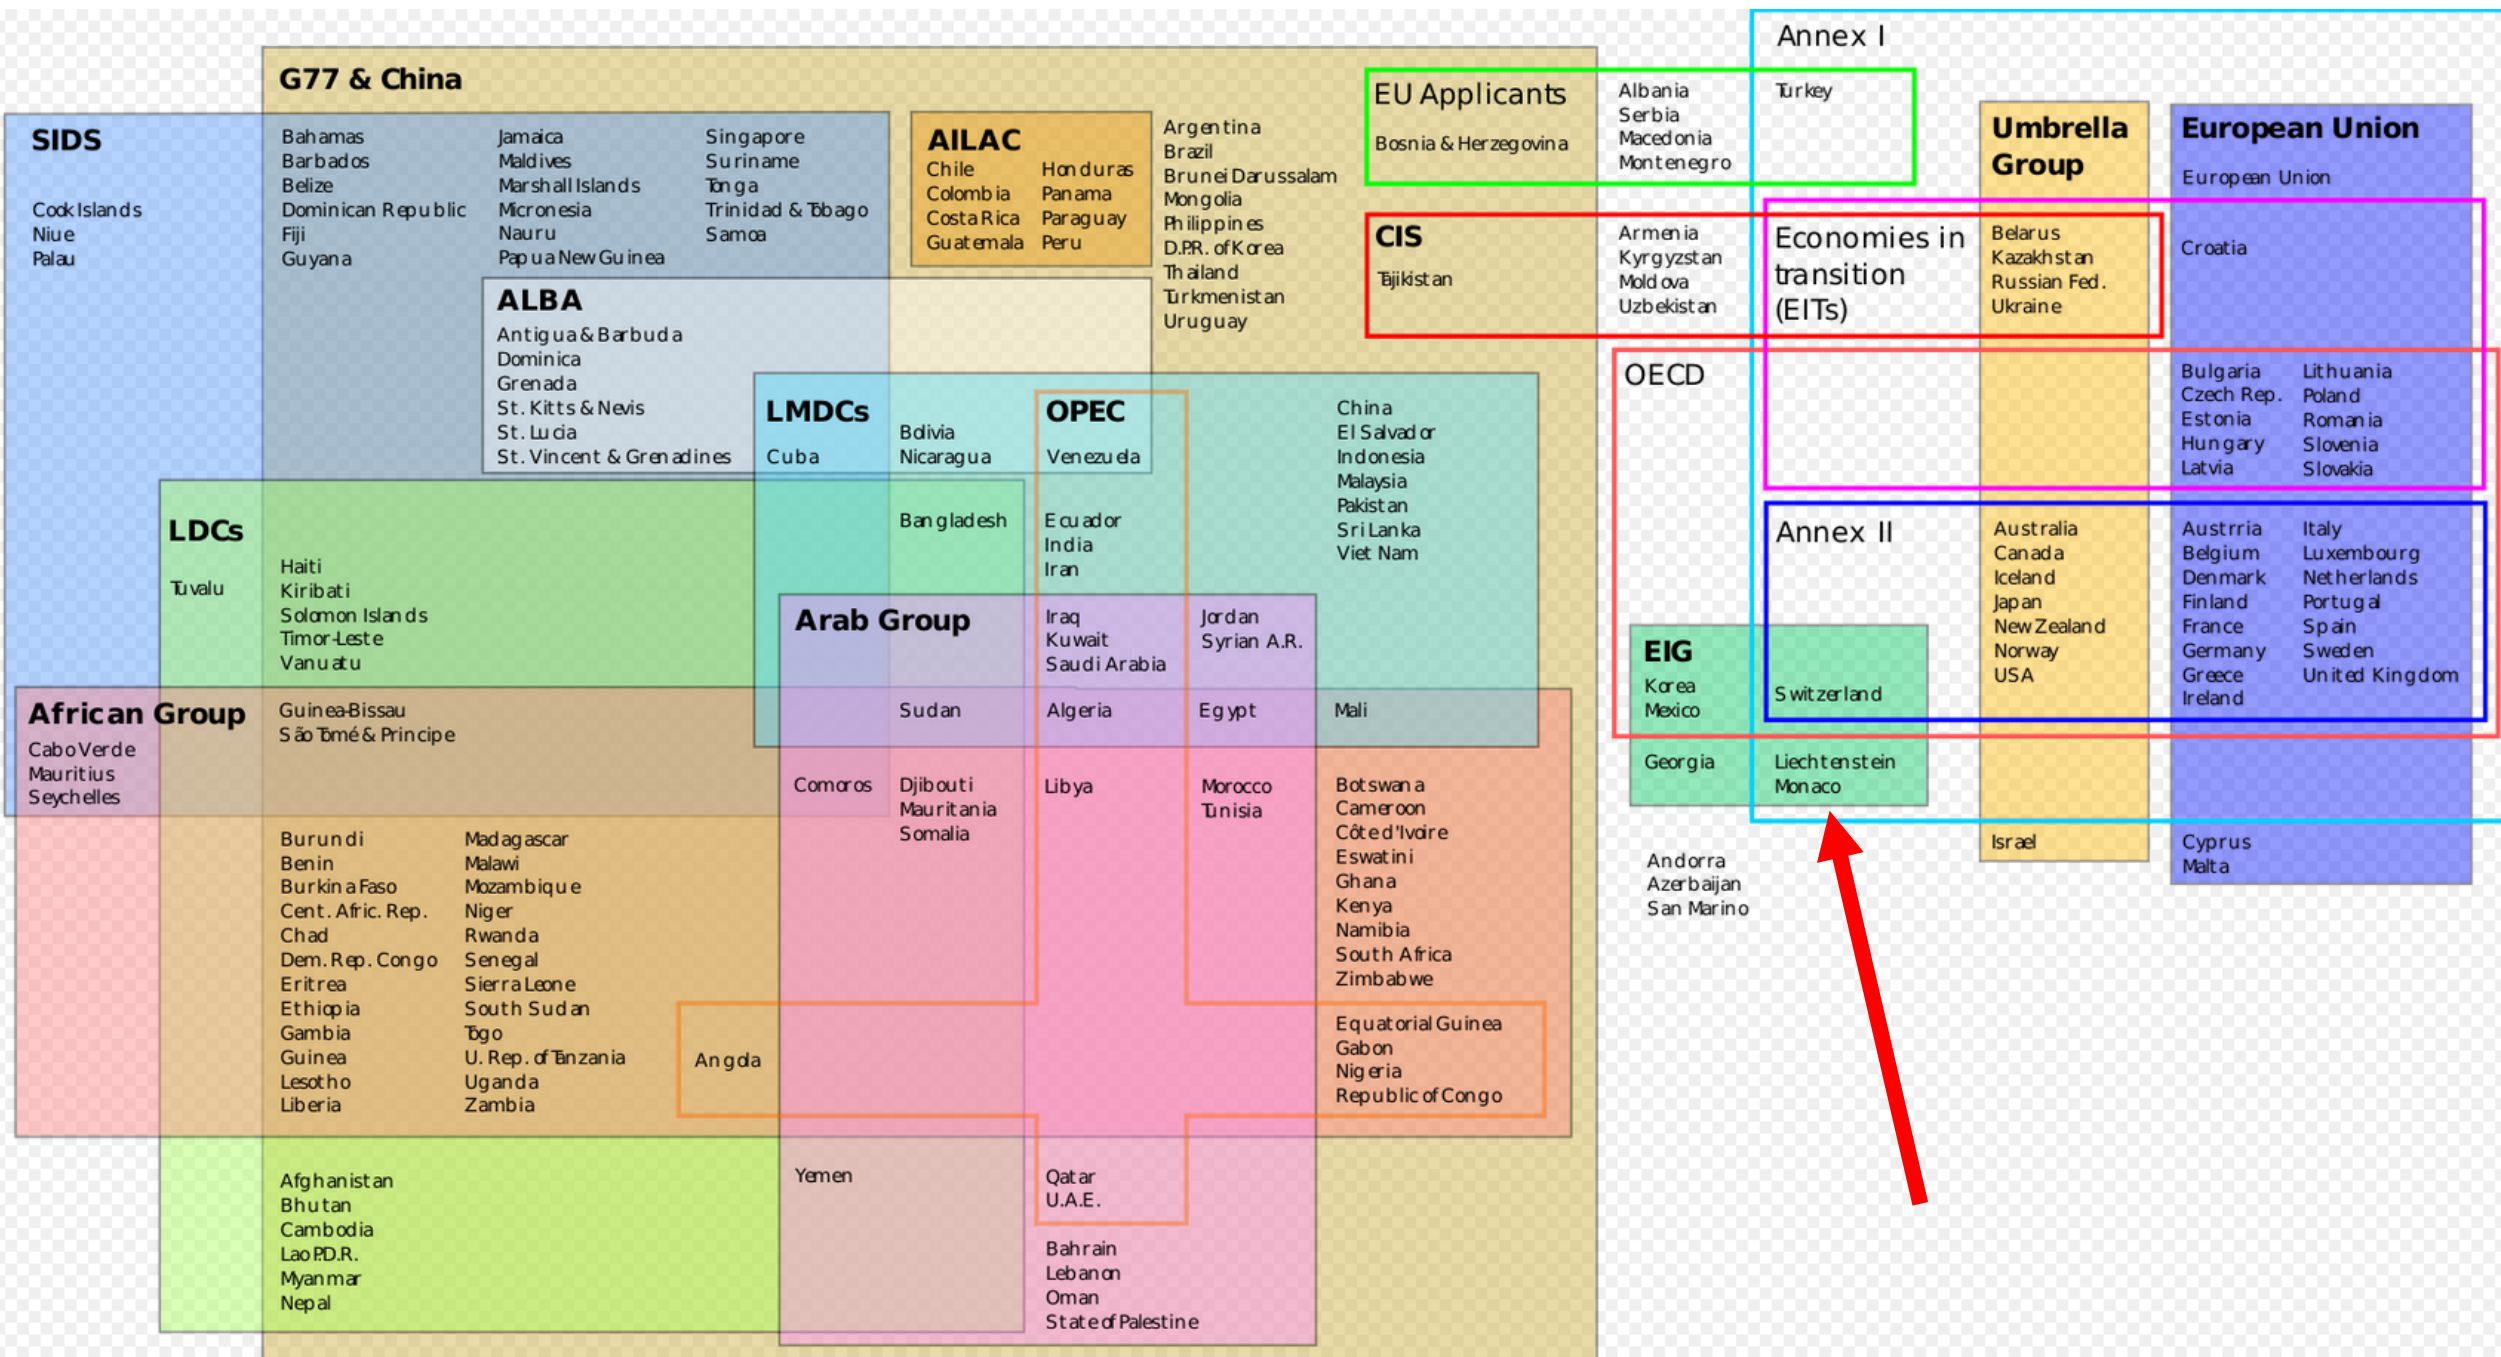 G77 & China
SIDS
Cook Islands
Niue
Palau
Bahamas
Barbados
Belize
Dominican Republic
Fiji
Guyana
Jamaica
Maldives
Marshall Islands
Micronesia
Nauru
Papua New Guinea
Singapore
Suriname
Tonga
Trinidad & Tobago
Samoa
AILAC
Chile
Colombia
Costa Rica
Guatemala
Honduras
Panama
Paraguay
Peru
Argentina
Brazil
Brunei Darussalam
Mongolia
Philippines
D.P.R. of Korea
Thailand
Turkmenistan
Uruguay
EU Applicants
Bosnia & Herzegovina
Albania
Serbia
Macedonia
Montenegro
Annex I
Turkey
CIS
Tajikistan
Armenia
Kyrgyzstan
Moldova
Uzbekistan
Economies in
transition
(EITs)
Umbrella
Group
Belarus
Kazakhstan
Russian Fed.
Ukraine
European Union
European Union
Croatia
ALBA
Antigua & Barbuda
Dominica
Grenada
St. Kitts & Nevis
St. Lucia
St. Vincent & Grenadines
LMDCs
Cuba
Bolivia
Nicaragua
OPEC
Venezuela
China
El Salvador
Indonesia
Malaysia
Pakistan
Sri Lanka
Viet Nam
Bangladesh
Ecuador
India
Iran
OECD
Bulgaria
Czech Rep.
Estonia
Hungary
Latvia
Lithuania
Poland
Romania
Slovenia
Slovakia
LDCs
Tuvalu
Haiti
Kiribati
Solomon Islands
Timor-Leste
Vanuatu
Arab Group
Iraq
Kuwait
Saudi Arabia
Jordan
Syrian A.R.
Annex II
Australia
Canada
Iceland
Japan
New Zealand
Norway
USA
Austrria
Belgium
Denmark
Finland
France
Germany
Greece
Ireland
Italy
Luxembourg
Netherlands
Portugal
Spain
Sweden
United Kingdom
EIG
Korea
Mexico
Switzerland
Georgia
Liechtenstein
Monaco
African Group
Cabo Verde
Mauritius
Seychelles
Guinea-Bissau
São Tomé & Principe
Sudan
Algeria
Egypt
Mali
Comoros
Djibouti
Mauritania
Somalia
Libya
Morocco
Tunisia
Botswana
Cameroon
Côte d'Ivoire
Eswatini
Ghana
Kenya
Namibia
South Africa
Zimbabwe
Andorra
Azerbaijan
San Marino
Israel
Cyprus
Malta
Burundi
Benin
Burkina Faso
Cent. Afric. Rep.
Chad
Dem. Rep. Congo
Eritrea
Ethiopia
Gambia
Guinea
Lesotho
Liberia
Madagascar
Malawi
Mozambique
Niger
Rwanda
Senegal
Sierra Leone
South Sudan
Togo
U. Rep. of Tanzania
Uganda
Zambia
Angola
Equatorial Guinea
Gabon
Nigeria
Republic of Congo
Afghanistan
Bhutan
Cambodia
Lao P.D.R.
Myanmar
Nepal
Yemen
Qatar
U.A.E.
Bahrain
Lebanon
Oman
State of Palestine